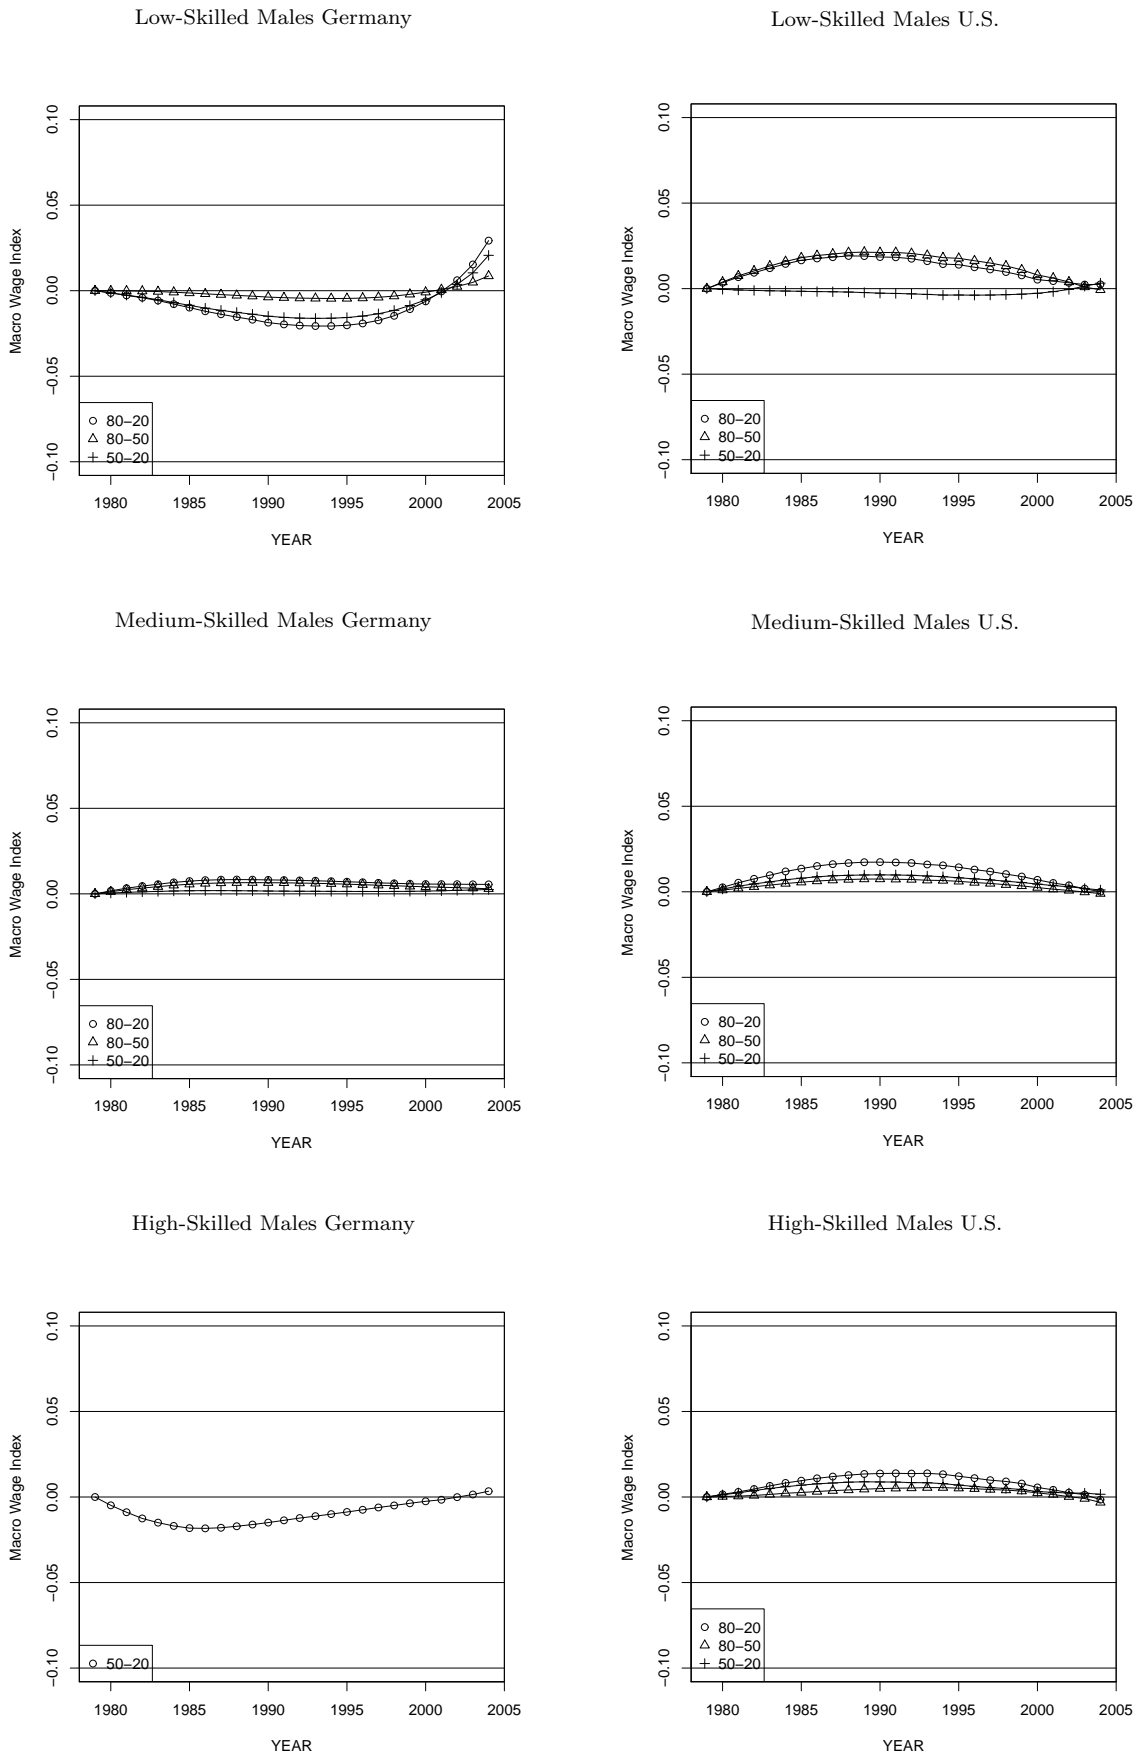 Low-Skilled Males Germany
Macro Wage Index
0.10
0.05
0.00
−0.05
−0.10
80−20
80−50
50−20
1980 1985 1990 1995 2000 2005
YEAR
Low-Skilled Males U.S.
Macro Wage Index
0.10
0.05
0.00
−0.05
−0.10
80−20
80−50
50−20
1980 1985 1990 1995 2000 2005
YEAR
Medium-Skilled Males Germany
Macro Wage Index
0.10
0.05
0.00
−0.05
−0.10
80−20
80−50
50−20
1980 1985 1990 1995 2000 2005
YEAR
Medium-Skilled Males U.S.
Macro Wage Index
0.10
0.05
0.00
−0.05
−0.10
80−20
80−50
50−20
1980 1985 1990 1995 2000 2005
YEAR
High-Skilled Males Germany
Macro Wage Index
0.10
0.05
0.00
−0.05
−0.10
50−20
1980 1985 1990 1995 2000 2005
YEAR
High-Skilled Males U.S.
Macro Wage Index
0.10
0.05
0.00
−0.05
−0.10
80−20
80−50
50−20
1980 1985 1990 1995 2000 2005
YEAR